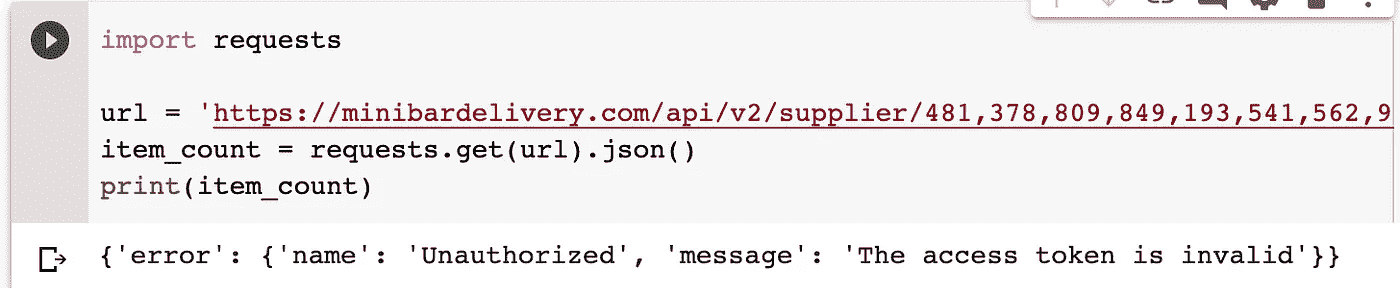 import requests
url = 'https://minibardelivery.com/api/v2/supplier/481,378,809,849,193,541,562,9
item_count = requests.get(url).json()
print(item_count)
{'error': {'name': 'Unauthorized', 'message': 'The access token is invalid'}}